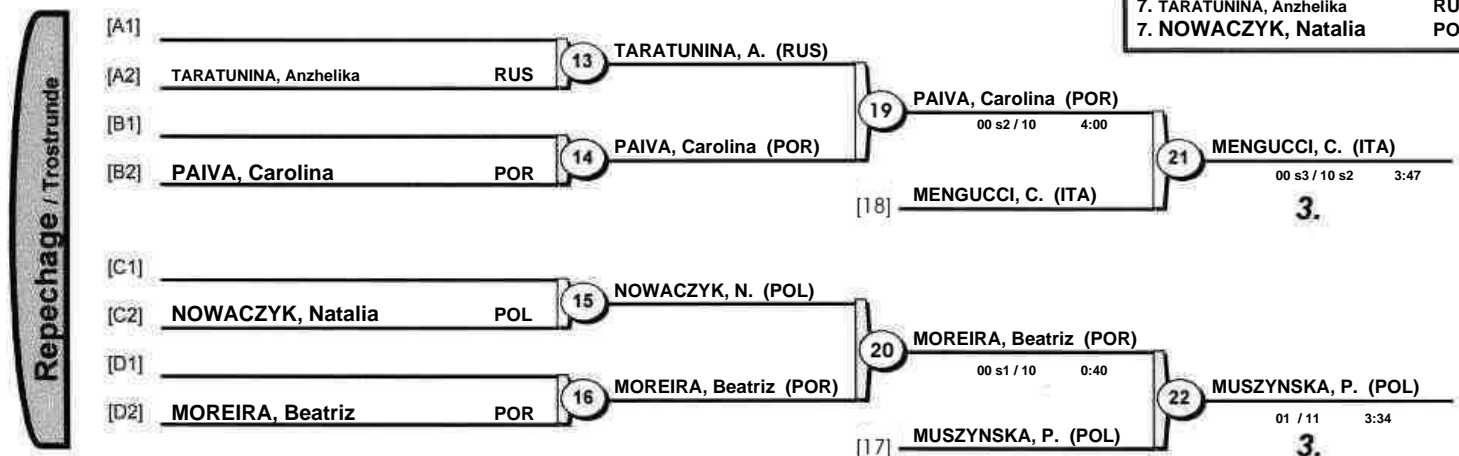 7. TARATUNINA, Anzhelika RU
7. NOWACZYK, Natalia PO
Repechage / Trostrunde
[A1]
[A2] TARATUNINA, Anzhelika RUS
13
TARATUNINA, A. (RUS)
[B1]
[B2] PAIVA, Carolina POR
14
PAIVA, Carolina (POR)
19
PAIVA, Carolina (POR)
00 s2 / 10 4:00
[18] MENGUCCI, C. (ITA)
21
MENGUCCI, C. (ITA)
00 s3 / 10 s2 3:47
3.
[C1]
[C2] NOWACZYK, Natalia POL
15
NOWACZYK, N. (POL)
[D1]
[D2] MOREIRA, Beatriz POR
16
MOREIRA, Beatriz (POR)
20
MOREIRA, Beatriz (POR)
00 s1 / 10 0:40
[17] MUSZYNSKA, P. (POL)
22
MUSZYNSKA, P. (POL)
01 / 11 3:34
3.